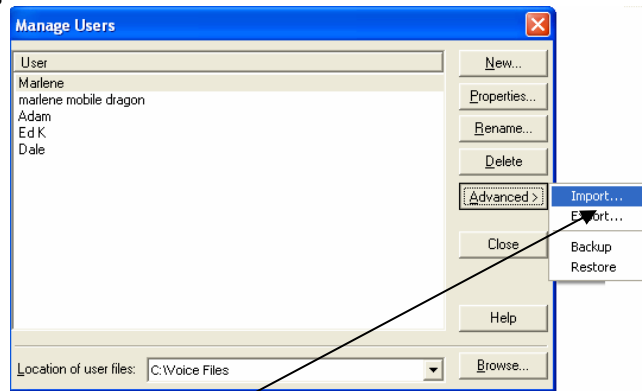 Manage Users
User
Marlene
marlene mobile dragon
Adam
Ed K
Dale
New...
Properties...
Rename...
Delete
Advanced >
Import...
Export...
Backup
Restore
Close
Help
Location of user files: C:\Voice Files
Browse...